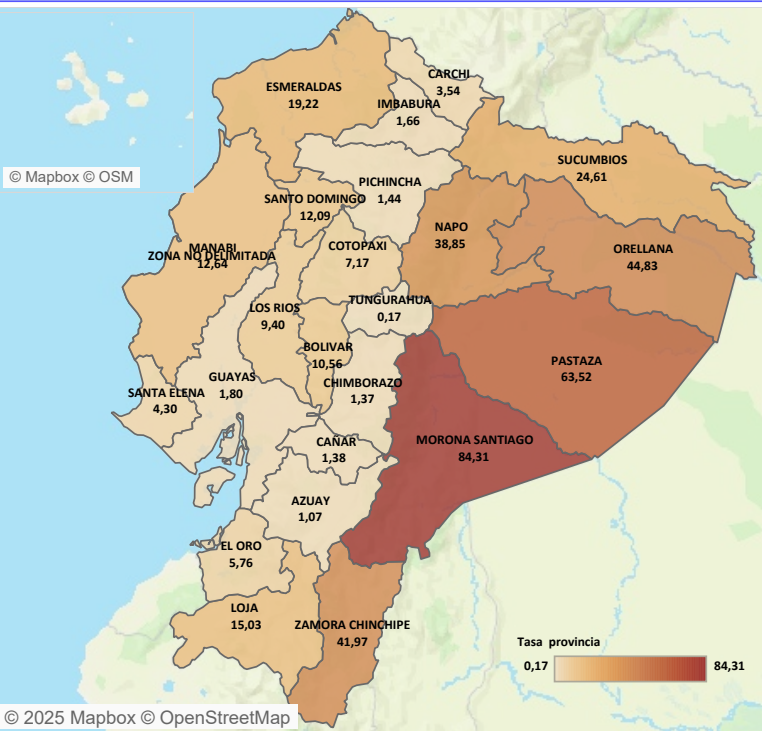 CARCHI
3,54
ESMERALDAS
19,22
IMBABURA
1,66
© Mapbox © OSM
SUCUMBIOS
24,61
PICHINCHA
1,44
SANTO DOMINGO
12,09
NAPO
38,85
MANABI
ZONA NO DELIMITADA
12,64
COTOPAXI
7,17
ORELLANA
44,83
TUNGURAHUA
0,17
LOS RIOS
9,40
BOLIVAR
10,56
PASTAZA
63,52
GUAYAS
1,80
CHIMBORAZO
1,37
SANTA ELENA
4,30
CAÑAR
1,38
MORONA SANTIAGO
84,31
AZUAY
1,07
EL ORO
5,76
LOJA
15,03
ZAMORA CHINCHIPE
41,97
Tasa provincia
0,17 84,31
© 2025 Mapbox © OpenStreetMap